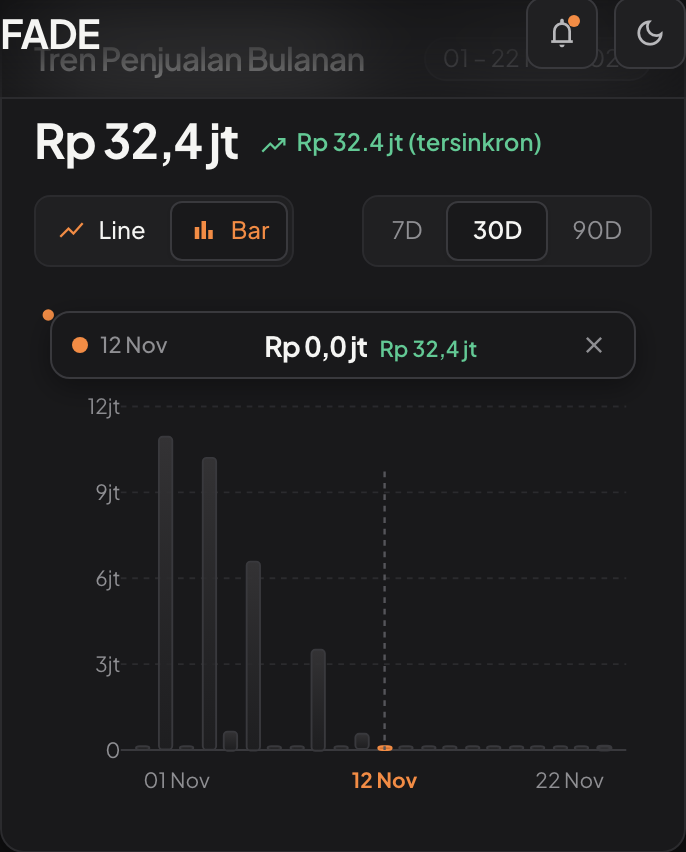 FADE
Tren Penjualan Bulanan
01 – 22
Rp 32,4 jt
Rp 32.4 jt (tersinkron)
Line
Bar
7D
30D
90D
12 Nov
Rp 0,0 jt
Rp 32,4 jt
12jt
9jt
6jt
3jt
0
01 Nov
12 Nov
22 Nov